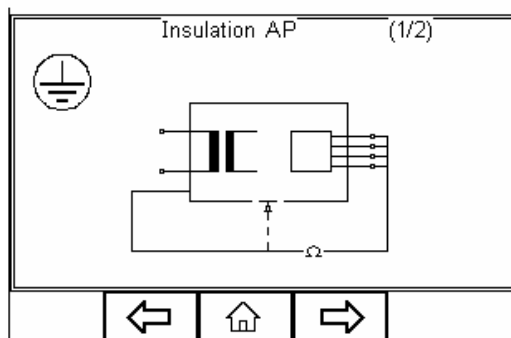 Insulation AP (1/2)
Ω